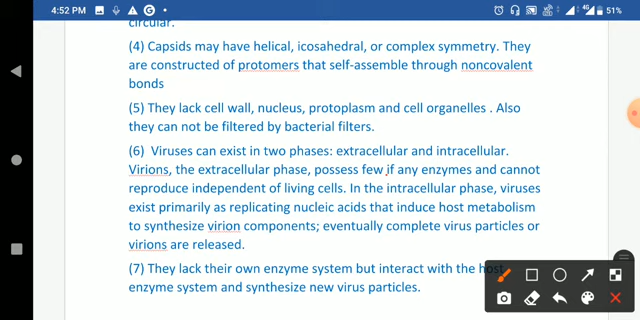 4:52 PM
4G
51%
circular.
(4) Capsids may have helical, icosahedral, or complex symmetry. They
are constructed of protomers that self-assemble through noncovalent
bonds
(5) They lack cell wall, nucleus, protoplasm and cell organelles . Also
they can not be filtered by bacterial filters.
(6) Viruses can exist in two phases: extracellular and intracellular.
Virions, the extracellular phase, possess few if any enzymes and cannot
reproduce independent of living cells. In the intracellular phase, viruses
exist primarily as replicating nucleic acids that induce host metabolism
to synthesize virion components; eventually complete virus particles or
virions are released.
(7) They lack their own enzyme system but interact with the host
enzyme system and synthesize new virus particles.